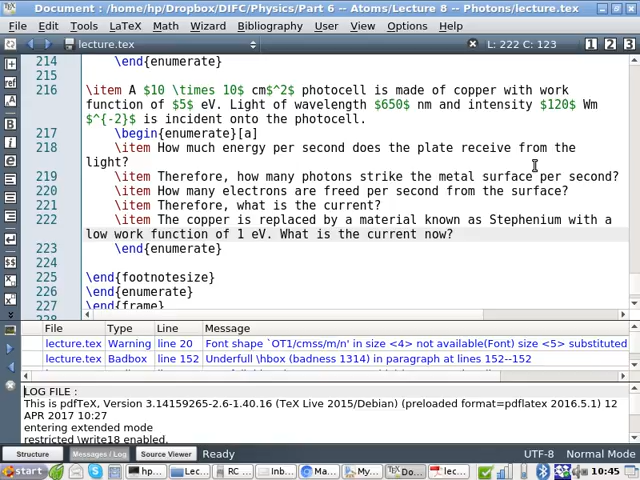 Document : /home/hp/Dropbox/DIFC/Physics/Part 6 -- Atoms/Lecture 8 -- Photons/lecture.tex
File Edit Tools LaTeX Math Wizard Bibliography User View Options Help
lecture.tex L: 222 C: 123 1 2 3
214 \end{enumerate}
215
216 \item A $10 \times 10$ cm$^2$ photocell is made of copper with work
function of $5$ eV. Light of wavelength $650$ nm and intensity $120$ Wm
$^{-2}$ is incident onto the photocell.
217 \begin{enumerate}[a]
218 \item How much energy per second does the plate receive from the
light?
219 \item Therefore, how many photons strike the metal surface per second?
220 \item How many electrons are freed per second from the surface?
221 \item Therefore, what is the current?
222 \item The copper is replaced by a material known as Stephenium with a
low work function of 1 eV. What is the current now?
223 \end{enumerate}
224
225 \end{footnotesize}
226 \end{enumerate}
227 \end{frame}
228
File Type Line Message
lecture.tex Warning line 20 Font shape `OT1/cmss/m/n' in size <4> not available(Font) size <5> substituted
lecture.tex Badbox line 152 Underfull \hbox (badness 1314) in paragraph at lines 152--152
LOG FILE :
This is pdfTeX, Version 3.14159265-2.6-1.40.16 (TeX Live 2015/Debian) (preloaded format=pdflatex 2016.5.1) 12
APR 2017 10:27
entering extended mode
restricted \write18 enabled.
Structure Messages / Log Source Viewer Ready UTF-8 Normal Mode
start hp... Lec... RC ... Inb... Ma... My... Do... lec... 10:45